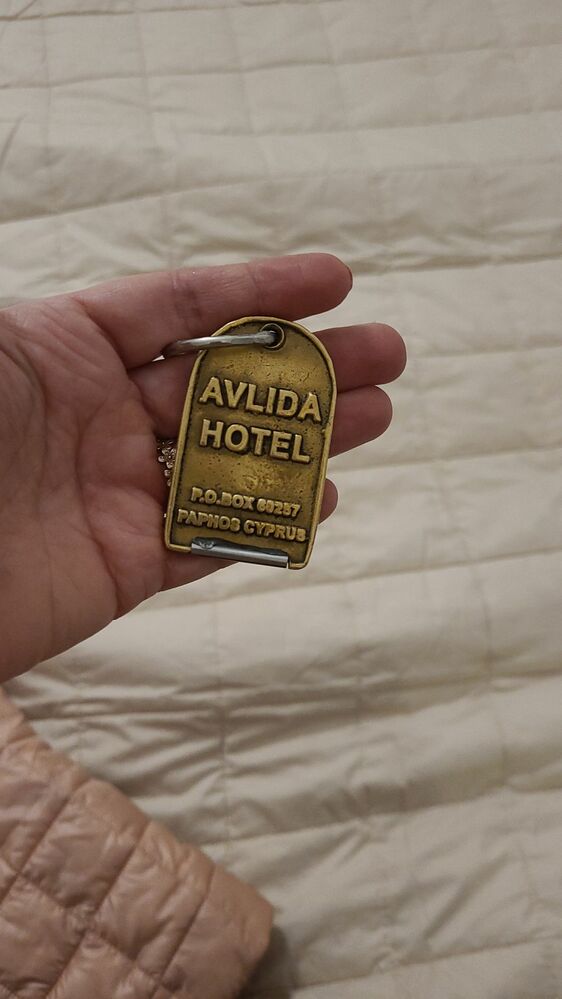 AVLIDA
HOTEL
P.O.BOX 60257
PAPHOS CYPRUS